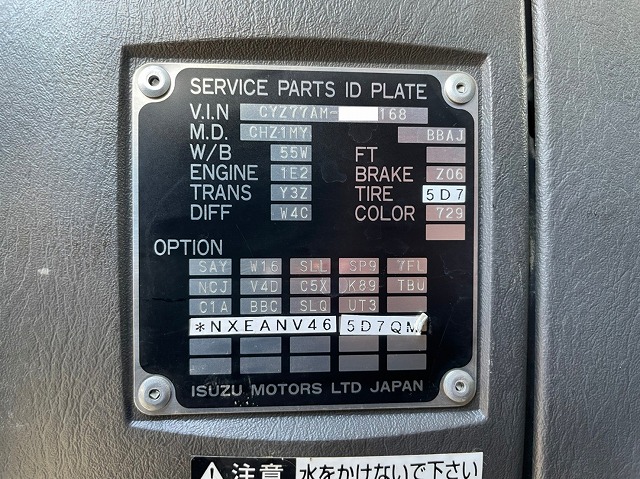 SERVICE PARTS ID PLATE
V.I.N CYZ77AM- 168
M.D. CHZ1MY BBAJ
W/B 55W FT
ENGINE 1E2 BRAKE Z06
TRANS Y3Z TIRE 5D7
DIFF W4C COLOR 729
OPTION
SAY W16 SLL SP9 7FL
NCJ V4D C5X K89 TBU
C1A BBC SLQ UT3
*NXEANV46 5D7QM
ISUZU MOTORS LTD JAPAN
注意 水をかけないで下さい